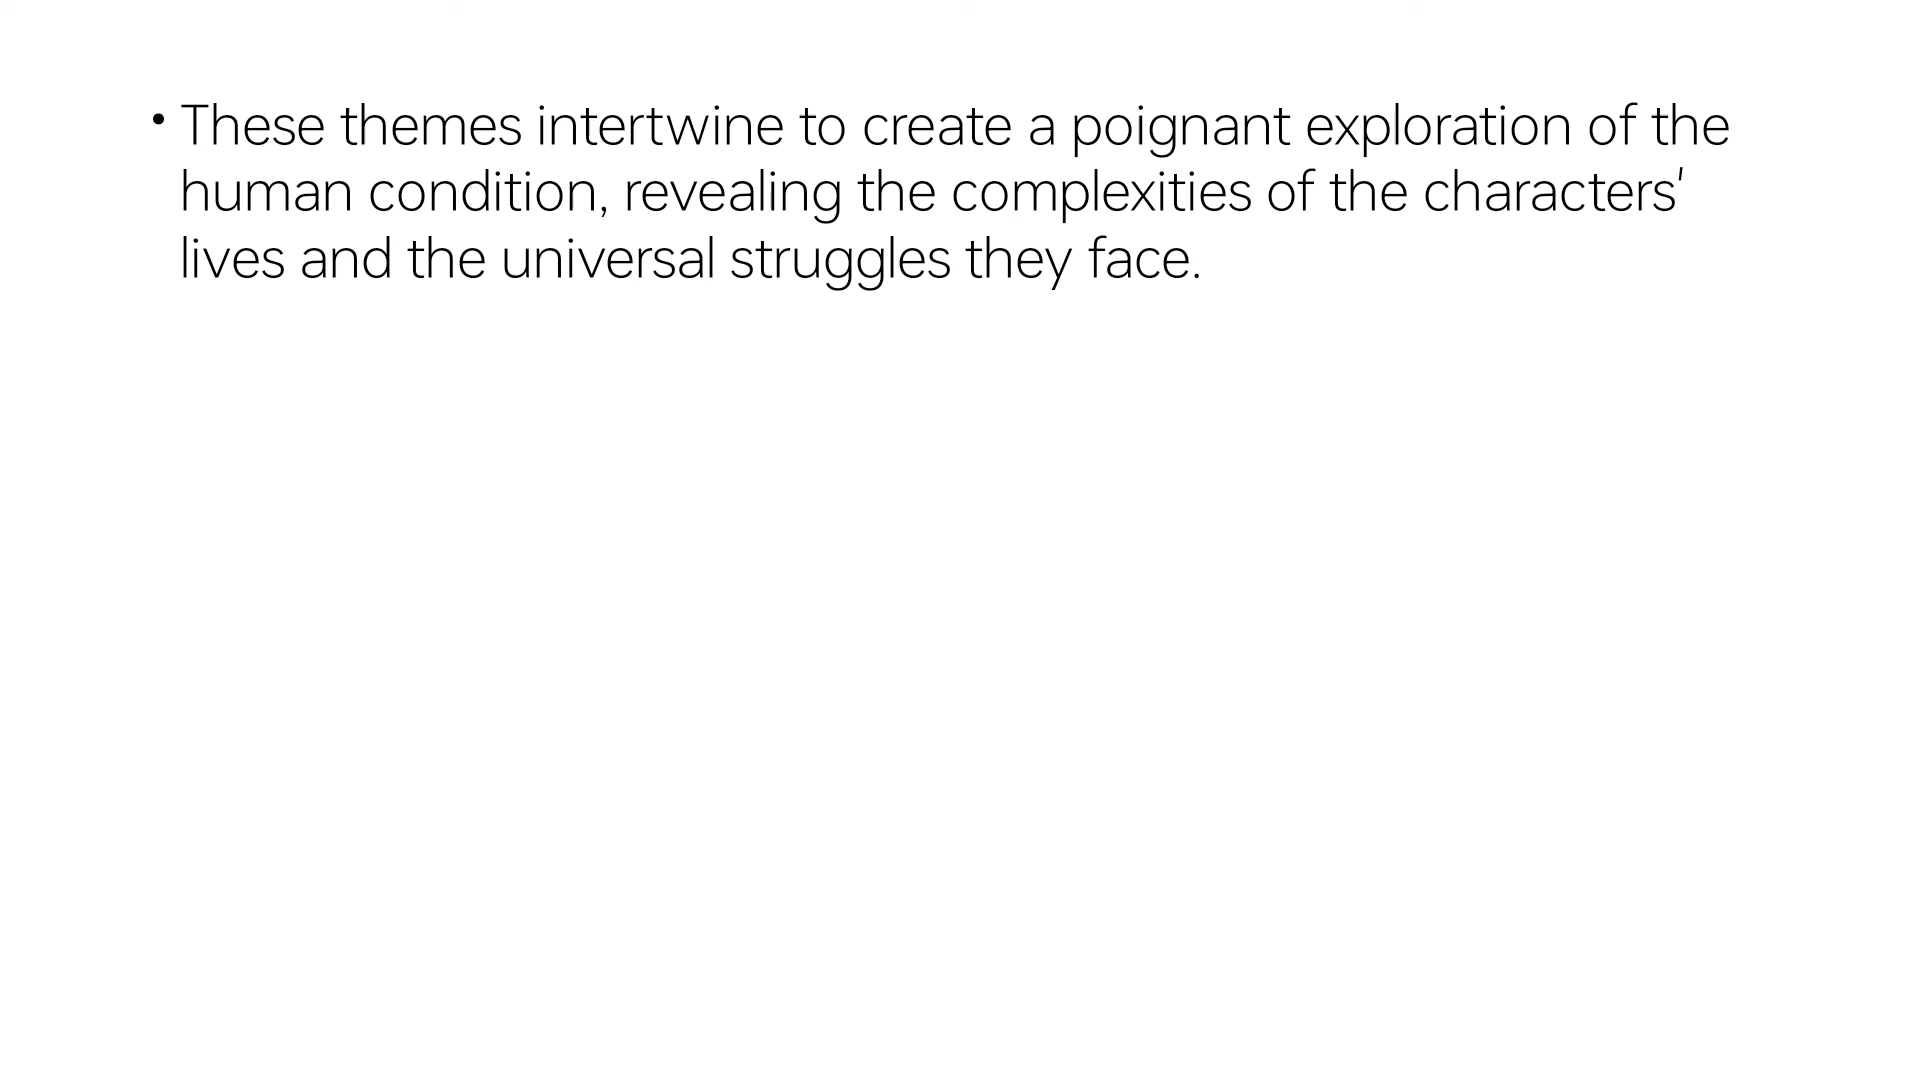 • These themes intertwine to create a poignant exploration of the
human condition, revealing the complexities of the characters'
lives and the universal struggles they face.